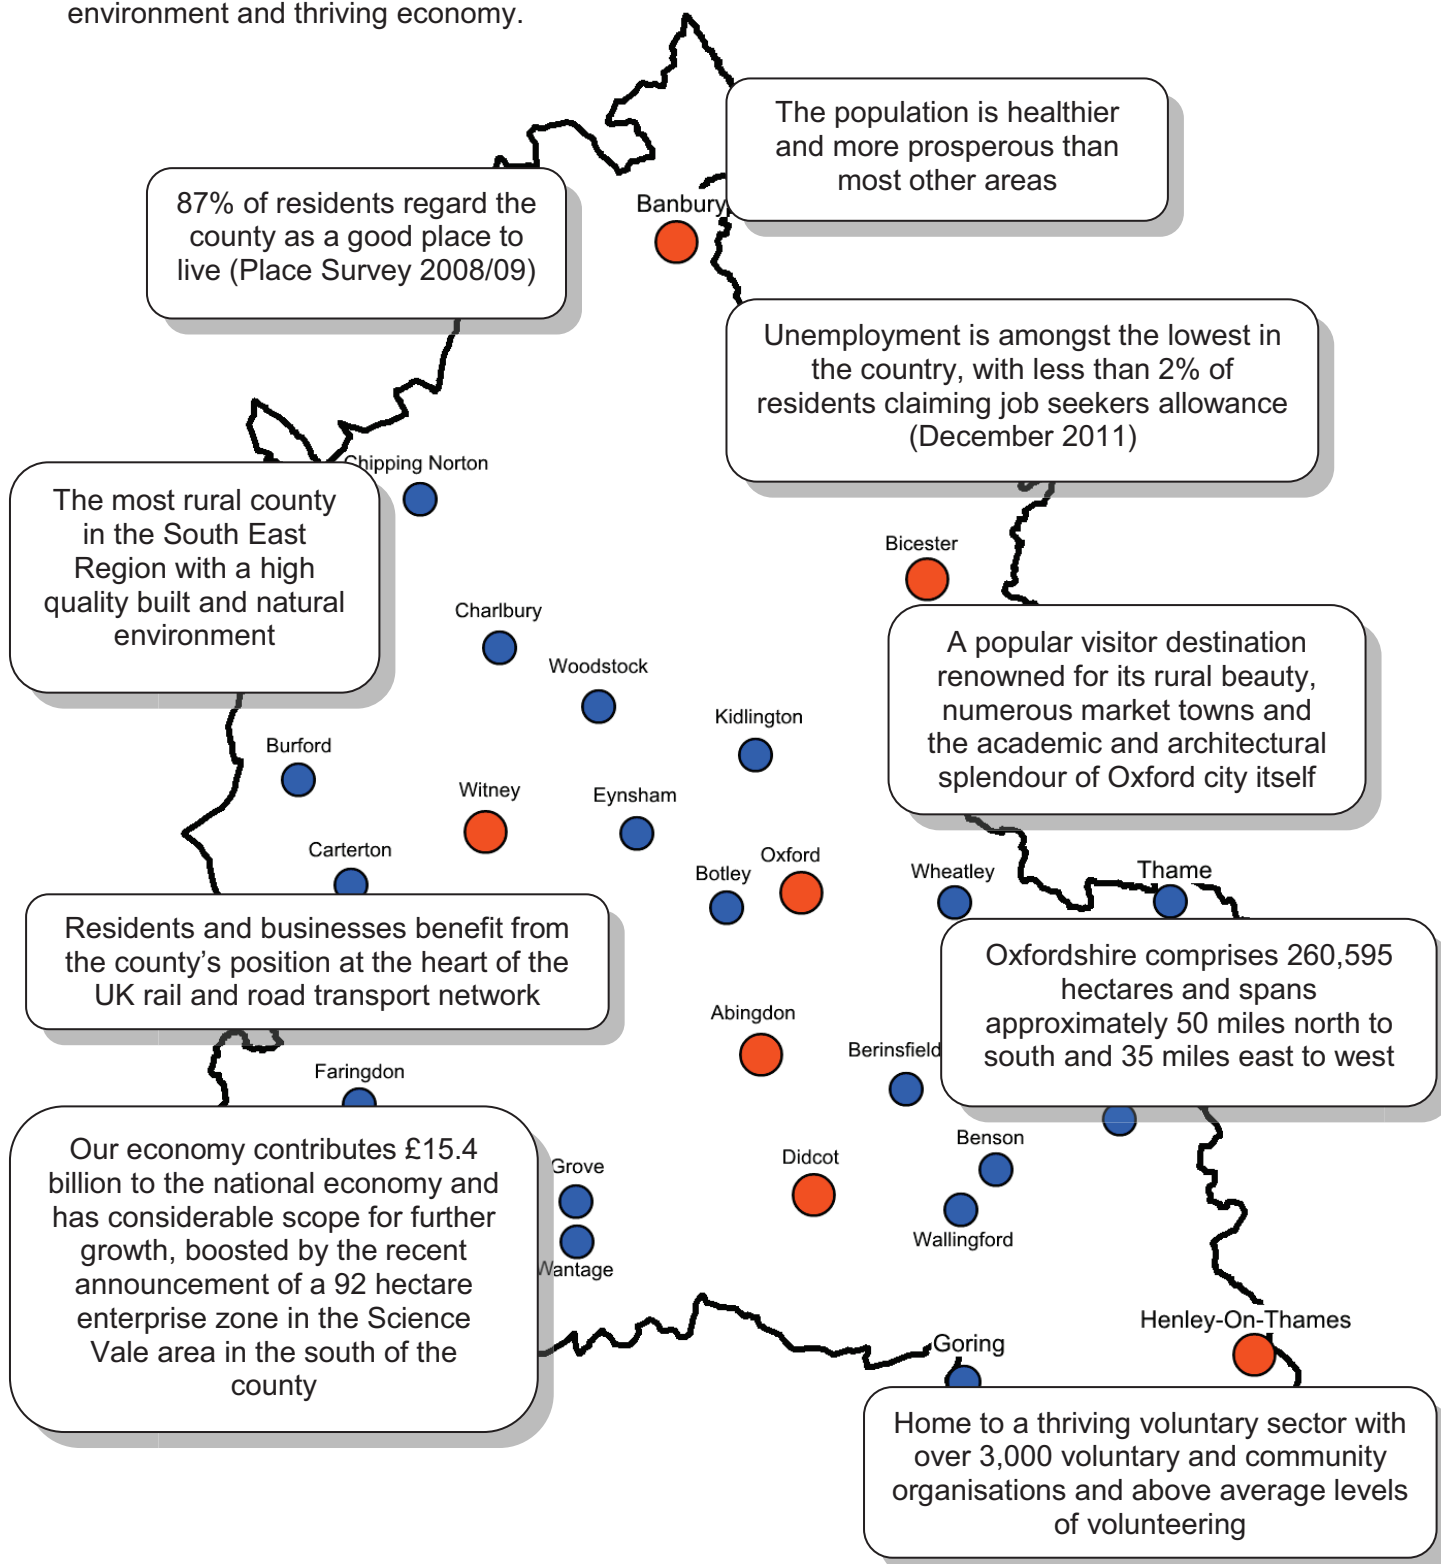 environment and thriving economy.
The population is healthier
and more prosperous than
most other areas
87% of residents regard the
county as a good place to
live (Place Survey 2008/09)
Banbury
Unemployment is amongst the lowest in
the country, with less than 2% of
residents claiming job seekers allowance
(December 2011)
Chipping Norton
The most rural county
in the South East
Region with a high
quality built and natural
environment
Bicester
Charlbury
Woodstock
A popular visitor destination
renowned for its rural beauty,
numerous market towns and
the academic and architectural
splendour of Oxford city itself
Kidlington
Burford
Witney
Eynsham
Carterton
Botley
Oxford
Wheatley
Thame
Residents and businesses benefit from
the county's position at the heart of the
UK rail and road transport network
Oxfordshire comprises 260,595
hectares and spans
approximately 50 miles north to
south and 35 miles east to west
Abingdon
Berinsfield
Faringdon
Our economy contributes £15.4
billion to the national economy and
has considerable scope for further
growth, boosted by the recent
announcement of a 92 hectare
enterprise zone in the Science
Vale area in the south of the
county
Grove
Didcot
Benson
Wallingford
Wantage
Henley-On-Thames
Goring
Home to a thriving voluntary sector with
over 3,000 voluntary and community
organisations and above average levels
of volunteering